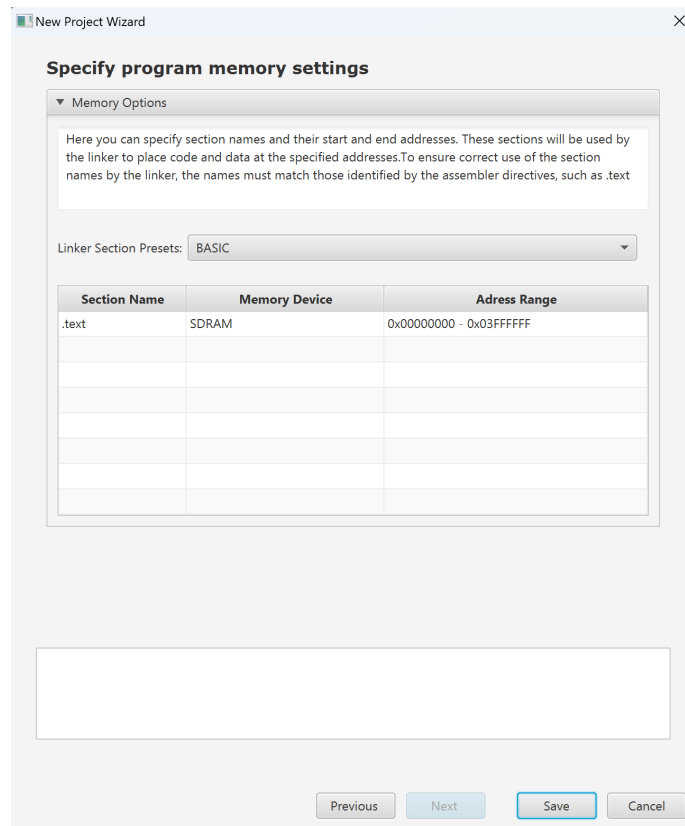 New Project Wizard
Specify program memory settings
Memory Options
Here you can specify section names and their start and end addresses. These sections will be used by
the linker to place code and data at the specified addresses.To ensure correct use of the section
names by the linker, the names must match those identified by the assembler directives, such as .text
Linker Section Presets: BASIC
Section Name Memory Device Adress Range
.text SDRAM 0x00000000 - 0x03FFFFFF
Previous Next Save Cancel